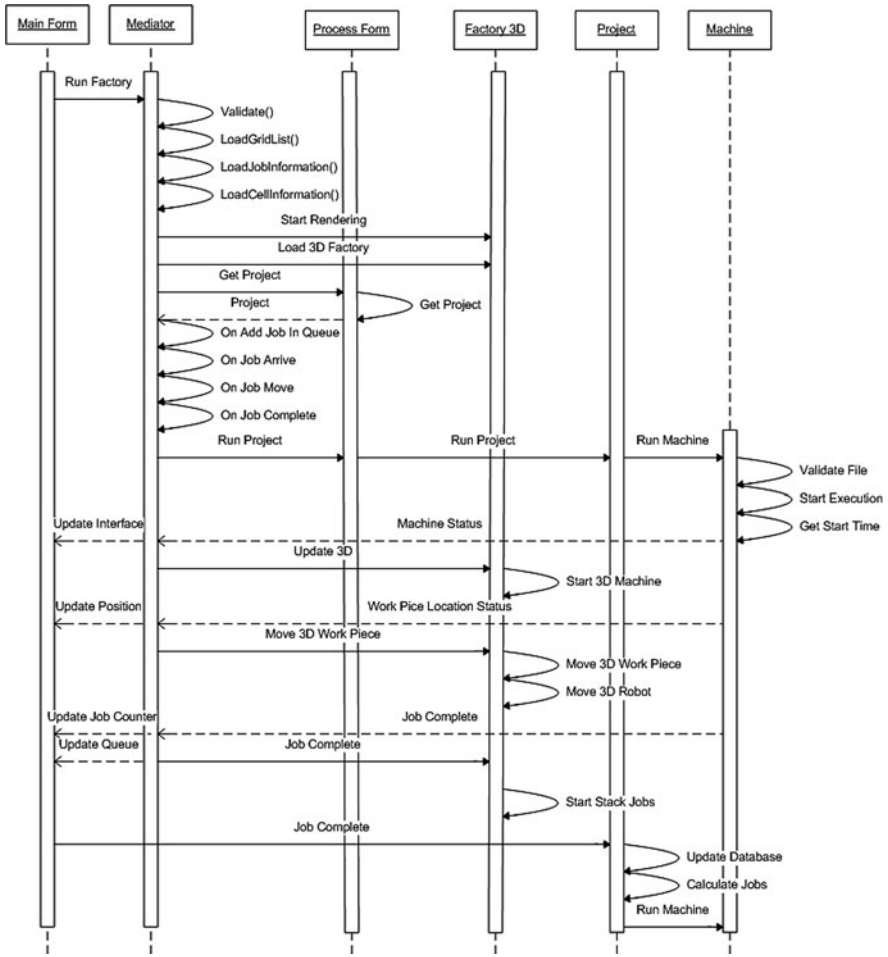 Main Form
Mediator
Process Form
Factory 3D
Project
Machine
Run Factory
Validate()
LoadGridList()
LoadJobInformation()
LoadCellInformation()
Start Rendering
Load 3D Factory
Get Project
Project
Get Project
On Add Job In Queue
On Job Arrive
On Job Move
On Job Complete
Run Project
Run Project
Run Machine
Validate File
Start Execution
Get Start Time
Update Interface
Machine Status
Update 3D
Start 3D Machine
Update Position
Work Pice Location Status
Move 3D Work Piece
Move 3D Work Piece
Move 3D Robot
Update Job Counter
Job Complete
Update Queue
Job Complete
Start Stack Jobs
Job Complete
Update Database
Calculate Jobs
Run Machine